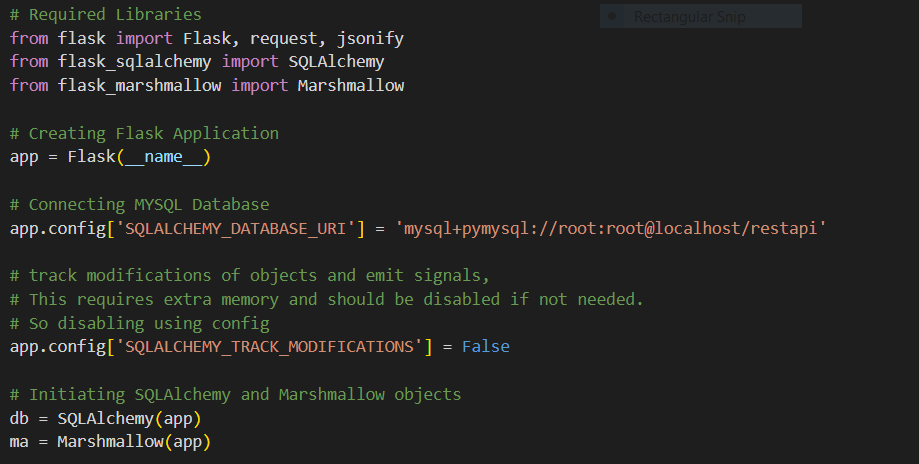 # Required Libraries
Rectangular Snip
from flask import Flask, request, jsonify
from flask_sqlalchemy import SQLAlchemy
from flask_marshmallow import Marshmallow
# Creating Flask Application
app = Flask(__name__)
# Connecting MYSQL Database
app.config['SQLALCHEMY_DATABASE_URI'] = 'mysql+pymysql://root:root@localhost/restapi'
# track modifications of objects and emit signals,
# This requires extra memory and should be disabled if not needed.
# So disabling using config
app.config['SQLALCHEMY_TRACK_MODIFICATIONS'] = False
# Initiating SQLAlchemy and Marshmallow objects
db = SQLAlchemy(app)
ma = Marshmallow(app)